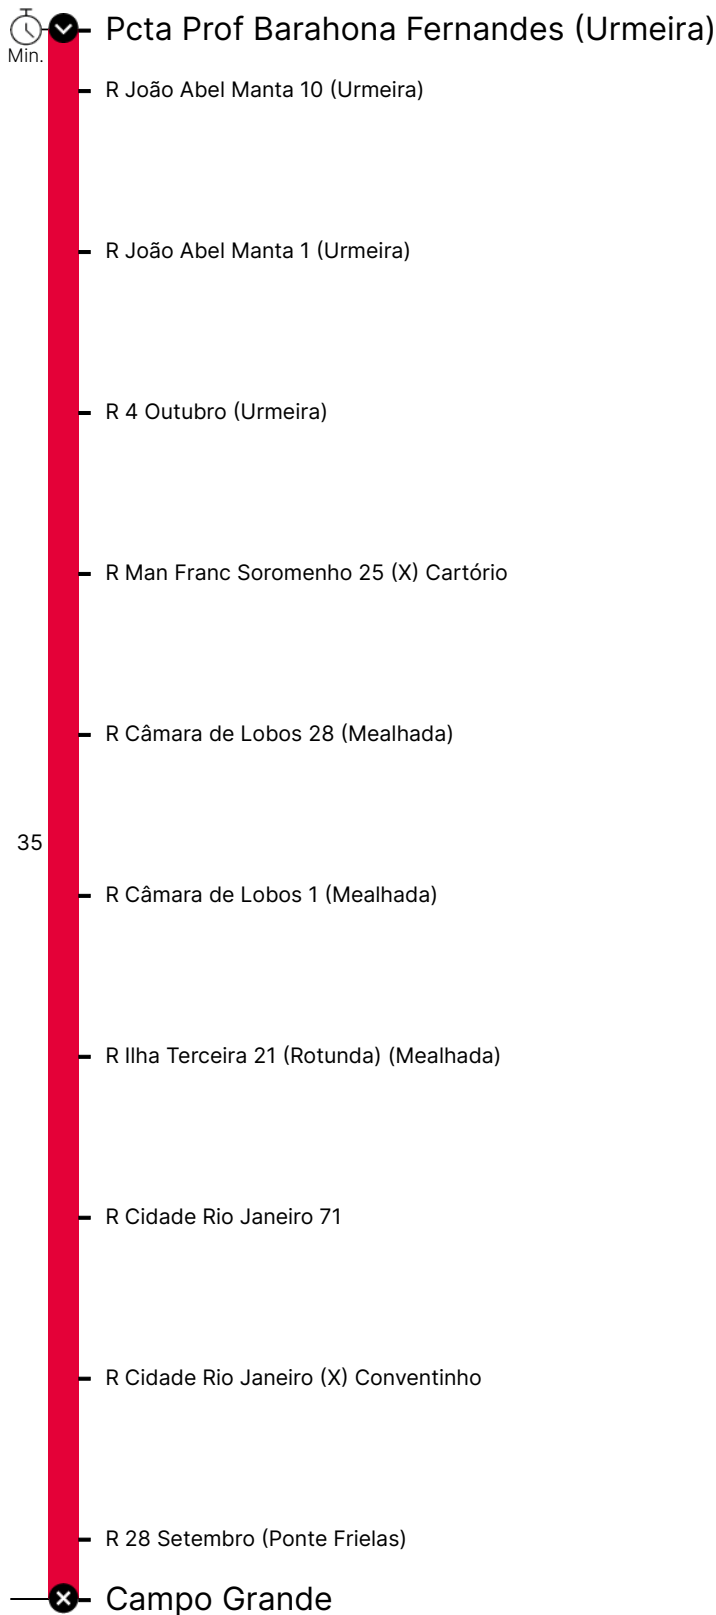 Pcta Prof Barahona Fernandes (Urmeira)
Min.
R João Abel Manta 10 (Urmeira)
R João Abel Manta 1 (Urmeira)
R 4 Outubro (Urmeira)
R Man Franc Soromenho 25 (X) Cartório
R Câmara de Lobos 28 (Mealhada)
35
R Câmara de Lobos 1 (Mealhada)
R Ilha Terceira 21 (Rotunda) (Mealhada)
R Cidade Rio Janeiro 71
R Cidade Rio Janeiro (X) Conventinho
R 28 Setembro (Ponte Frielas)
Campo Grande